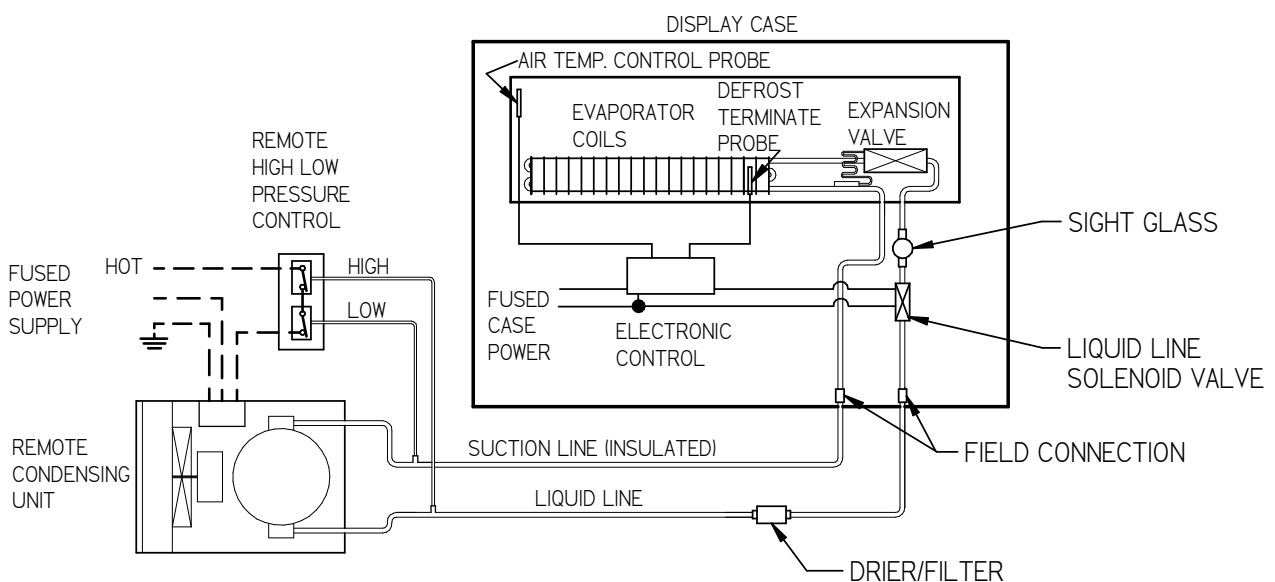 DISPLAY CASE
AIR TEMP. CONTROL PROBE
EVAPORATOR
COILS
DEFROST
TERMINATE
PROBE
EXPANSION
VALVE
REMOTE
HIGH LOW
PRESSURE
CONTROL
SIGHT GLASS
FUSED
POWER
SUPPLY
HOT
HIGH
LOW
FUSED
CASE
POWER
ELECTRONIC
CONTROL
LIQUID LINE
SOLENOID VALVE
REMOTE
CONDENSING
UNIT
SUCTION LINE (INSULATED)
FIELD CONNECTION
LIQUID LINE
DRIER/FILTER